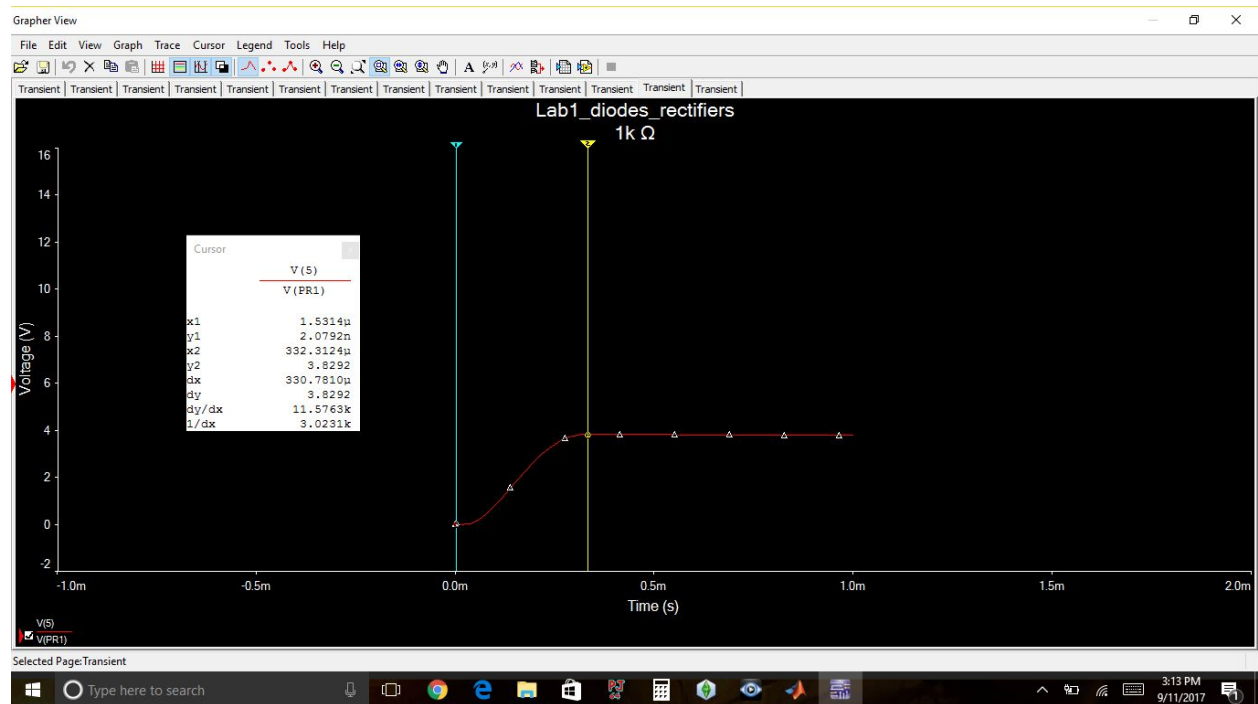 Grapher View
File Edit View Graph Trace Cursor Legend Tools Help
A
Transient Transient Transient Transient Transient Transient Transient Transient Transient Transient Transient Transient Transient Transient
Lab1_diodes_rectifiers
1k Ω
1
2
Voltage (V)
16
14
12
10
8
6
4
2
0
-2
Cursor
V(5)
V(PR1)
x1 1.5314µ
y1 2.0792n
x2 332.3124µ
y2 3.8292
dx 330.7810µ
dy 3.8292
dy/dx 11.5763k
1/dx 3.0231k
-1.0m -0.5m 0.0m 0.5m 1.0m 1.5m 2.0m
Time (s)
V(5)
V(PR1)
Selected Page:Transient
Type here to search
3:13 PM
9/11/2017